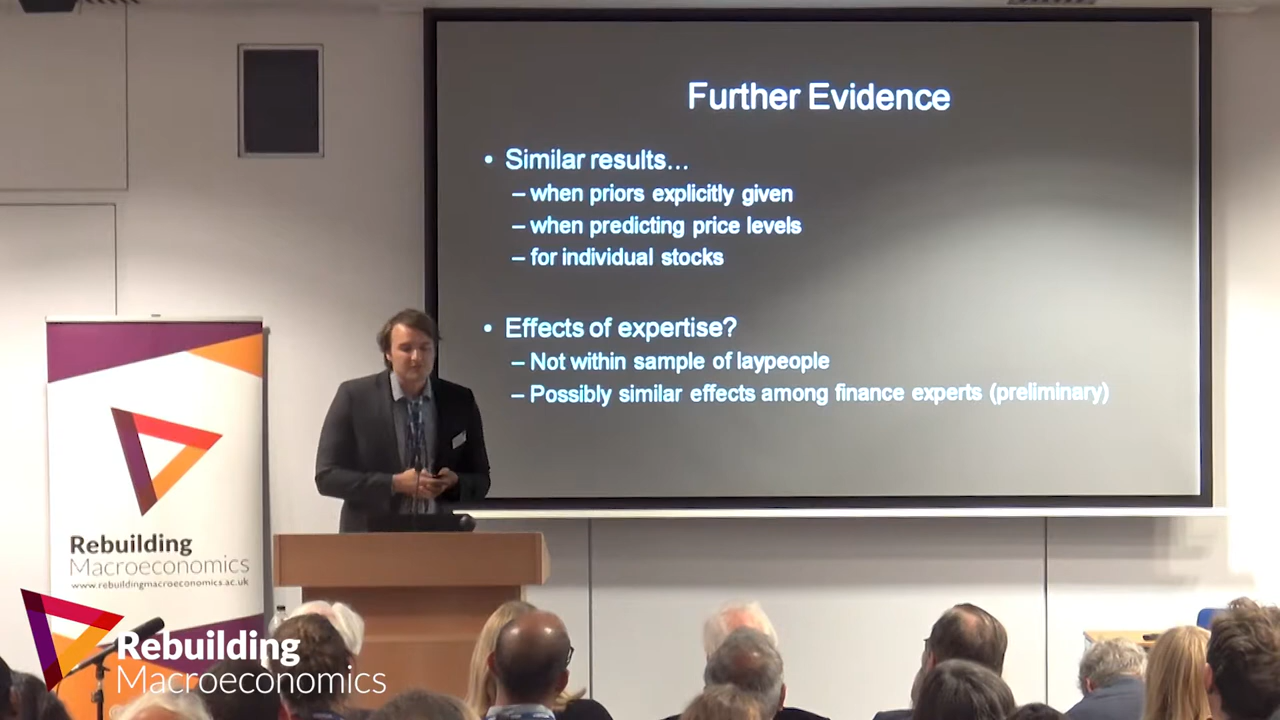 Further Evidence
• Similar results…
– when priors explicitly given
– when predicting price levels
– for individual stocks
• Effects of expertise?
– Not within sample of laypeople
– Possibly similar effects among finance experts (preliminary)
Rebuilding
Macroeconomics
www.rebuildingmacroeconomics.ac.uk
Rebuilding
Macroeconomics